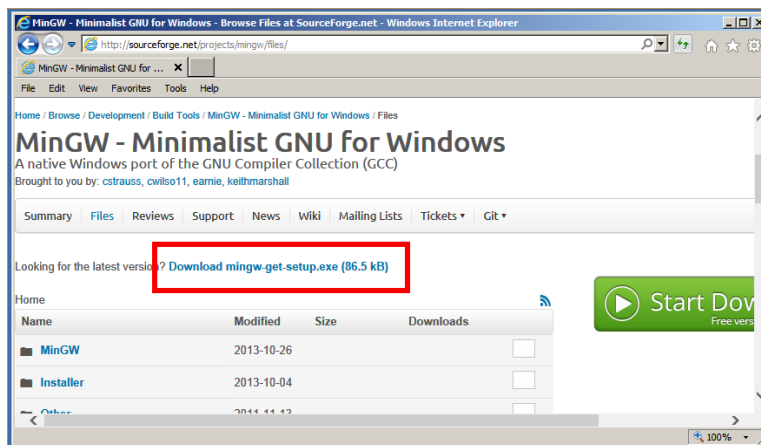 MinGW - Minimalist GNU for Windows - Browse Files at SourceForge.net - Windows Internet Explorer
http://sourceforge.net/projects/mingw/files/
MinGW - Minimalist GNU for ...
File Edit View Favorites Tools Help
Home / Browse / Development / Build Tools / MinGW - Minimalist GNU for Windows / Files
MinGW - Minimalist GNU for Windows
A native Windows port of the GNU Compiler Collection (GCC)
Brought to you by: cstrauss, cwilso11, earnie, keithmarshall
Summary Files Reviews Support News Wiki Mailing Lists Tickets Git
Looking for the latest version? Download mingw-get-setup.exe (86.5 kB)
Start Dow
Free vers
Home
Name Modified Size Downloads
MinGW 2013-10-26
Installer 2013-10-04
Other 2011-11-13
100%